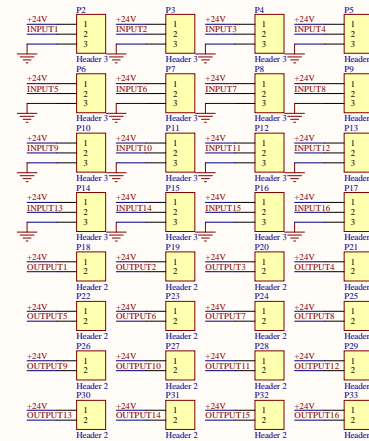 P2 P3 P4 P5
+24V 1 +24V 1 +24V 1 +24V 1
INPUT1 2 INPUT2 2 INPUT3 2 INPUT4 2
3 3 3 3
Header 3 Header 3 Header 3 Header
P6 P7 P8 P9
+24V 1 +24V 1 +24V 1 +24V 1
INPUT5 2 INPUT6 2 INPUT7 2 INPUT8 2
3 3 3 3
Header 3 Header 3 Header 3 Header
P10 P11 P12 P13
+24V 1 +24V 1 +24V 1 +24V 1
INPUT9 2 INPUT10 2 INPUT11 2 INPUT12 2
3 3 3 3
Header 3 Header 3 Header 3 Header
P14 P15 P16 P17
+24V 1 +24V 1 +24V 1 +24V 1
INPUT13 2 INPUT14 2 INPUT15 2 INPUT16 2
3 3 3 3
Header 3 Header 3 Header 3 Header
P18 P19 P20 P21
+24V 1 +24V 1 +24V 1 +24V 1
OUTPUT1 2 OUTPUT2 2 OUTPUT3 2 OUTPUT4 2
Header 2 Header 2 Header 2 Header
P22 P23 P24 P25
+24V 1 +24V 1 +24V 1 +24V 1
OUTPUT5 2 OUTPUT6 2 OUTPUT7 2 OUTPUT8 2
Header 2 Header 2 Header 2 Header
P26 P27 P28 P29
+24V 1 +24V 1 +24V 1 +24V 1
OUTPUT9 2 OUTPUT10 2 OUTPUT11 2 OUTPUT12 2
Header 2 Header 2 Header 2 Header
P30 P31 P32 P33
+24V 1 +24V 1 +24V 1 +24V 1
OUTPUT13 2 OUTPUT14 2 OUTPUT15 2 OUTPUT16 2
Header 2 Header 2 Header 2 Header